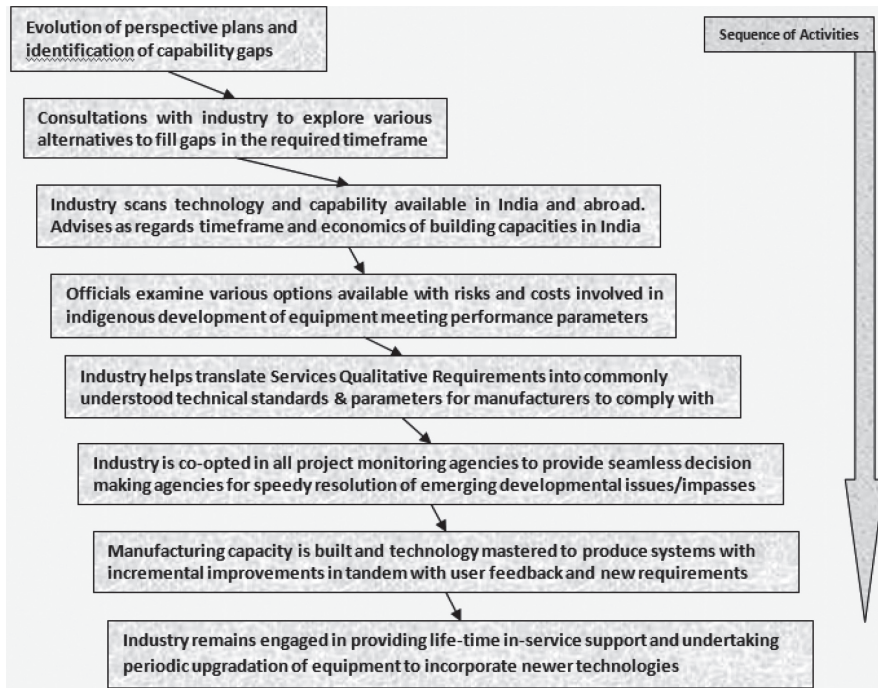 Evolution of perspective plans and
identification of capability gaps
Sequence of Activities
Consultations with industry to explore various
alternatives to fill gaps in the required timeframe
Industry scans technology and capability available in India and abroad.
Advises as regards timeframe and economics of building capacities in India
Officials examine various options available with risks and costs involved in
indigenous development of equipment meeting performance parameters
Industry helps translate Services Qualitative Requirements into commonly
understood technical standards & parameters for manufacturers to comply with
Industry is co-opted in all project monitoring agencies to provide seamless decision
making agencies for speedy resolution of emerging developmental issues/impasses
Manufacturing capacity is built and technology mastered to produce systems with
incremental improvements in tandem with user feedback and new requirements
Industry remains engaged in providing life-time in-service support and undertaking
periodic upgradation of equipment to incorporate newer technologies